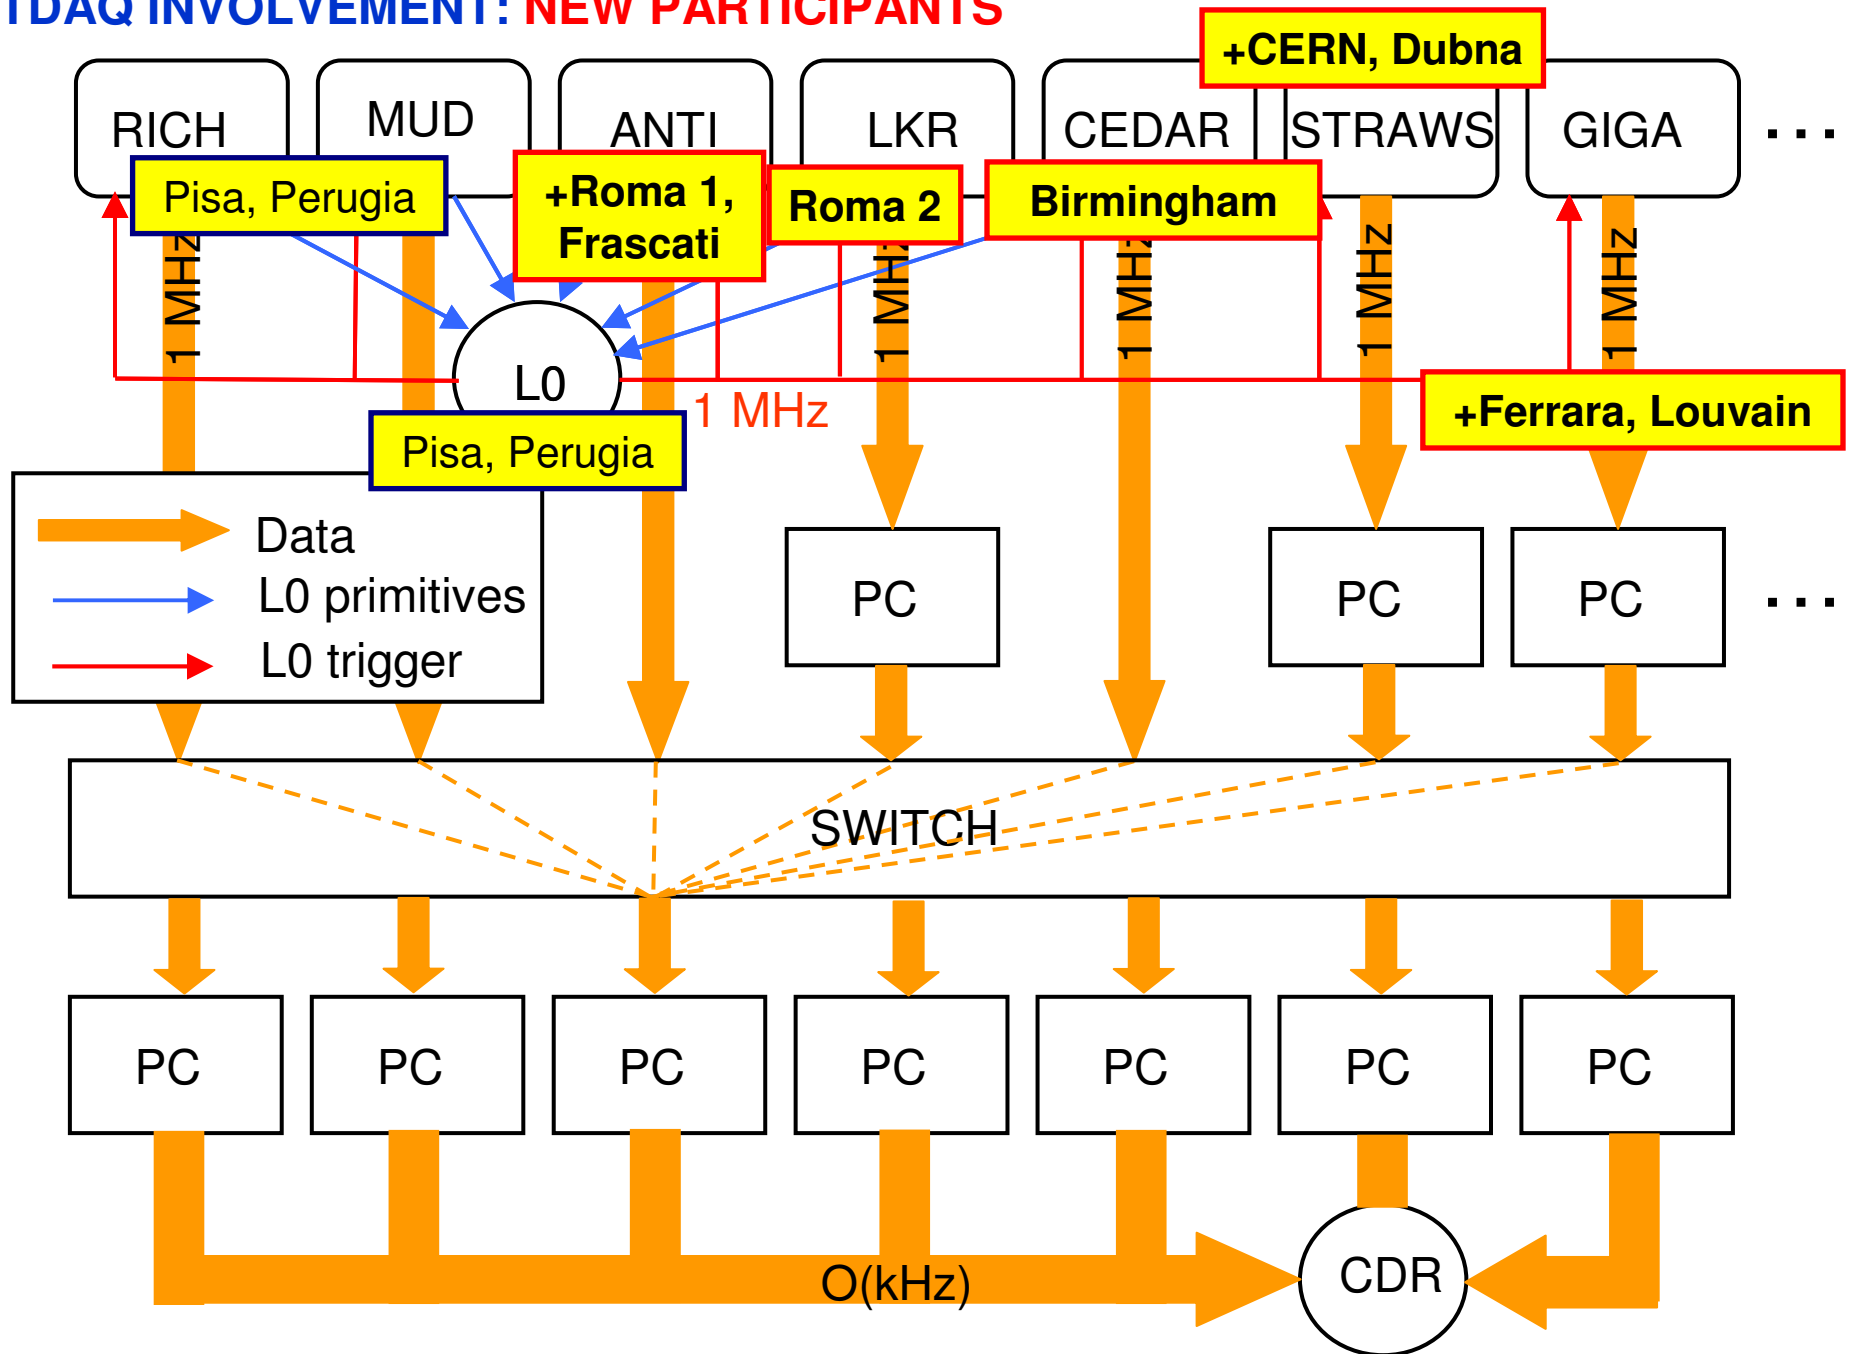 TDAQ INVOLVEMENT: NEW PARTICIPANTS
+CERN, Dubna
RICH
MUD
ANTI
LKR
CEDAR
STRAWS
GIGA
...
Pisa, Perugia
+Roma 1,
Frascati
Roma 2
Birmingham
1 MHz
1 MHz
1 MHz
1 MHz
1 MHz
L0
1 MHz
+Ferrara, Louvain
Pisa, Perugia
Data
L0 primitives
L0 trigger
PC
PC
PC
...
SWITCH
PC
PC
PC
PC
PC
PC
PC
O(kHz)
CDR